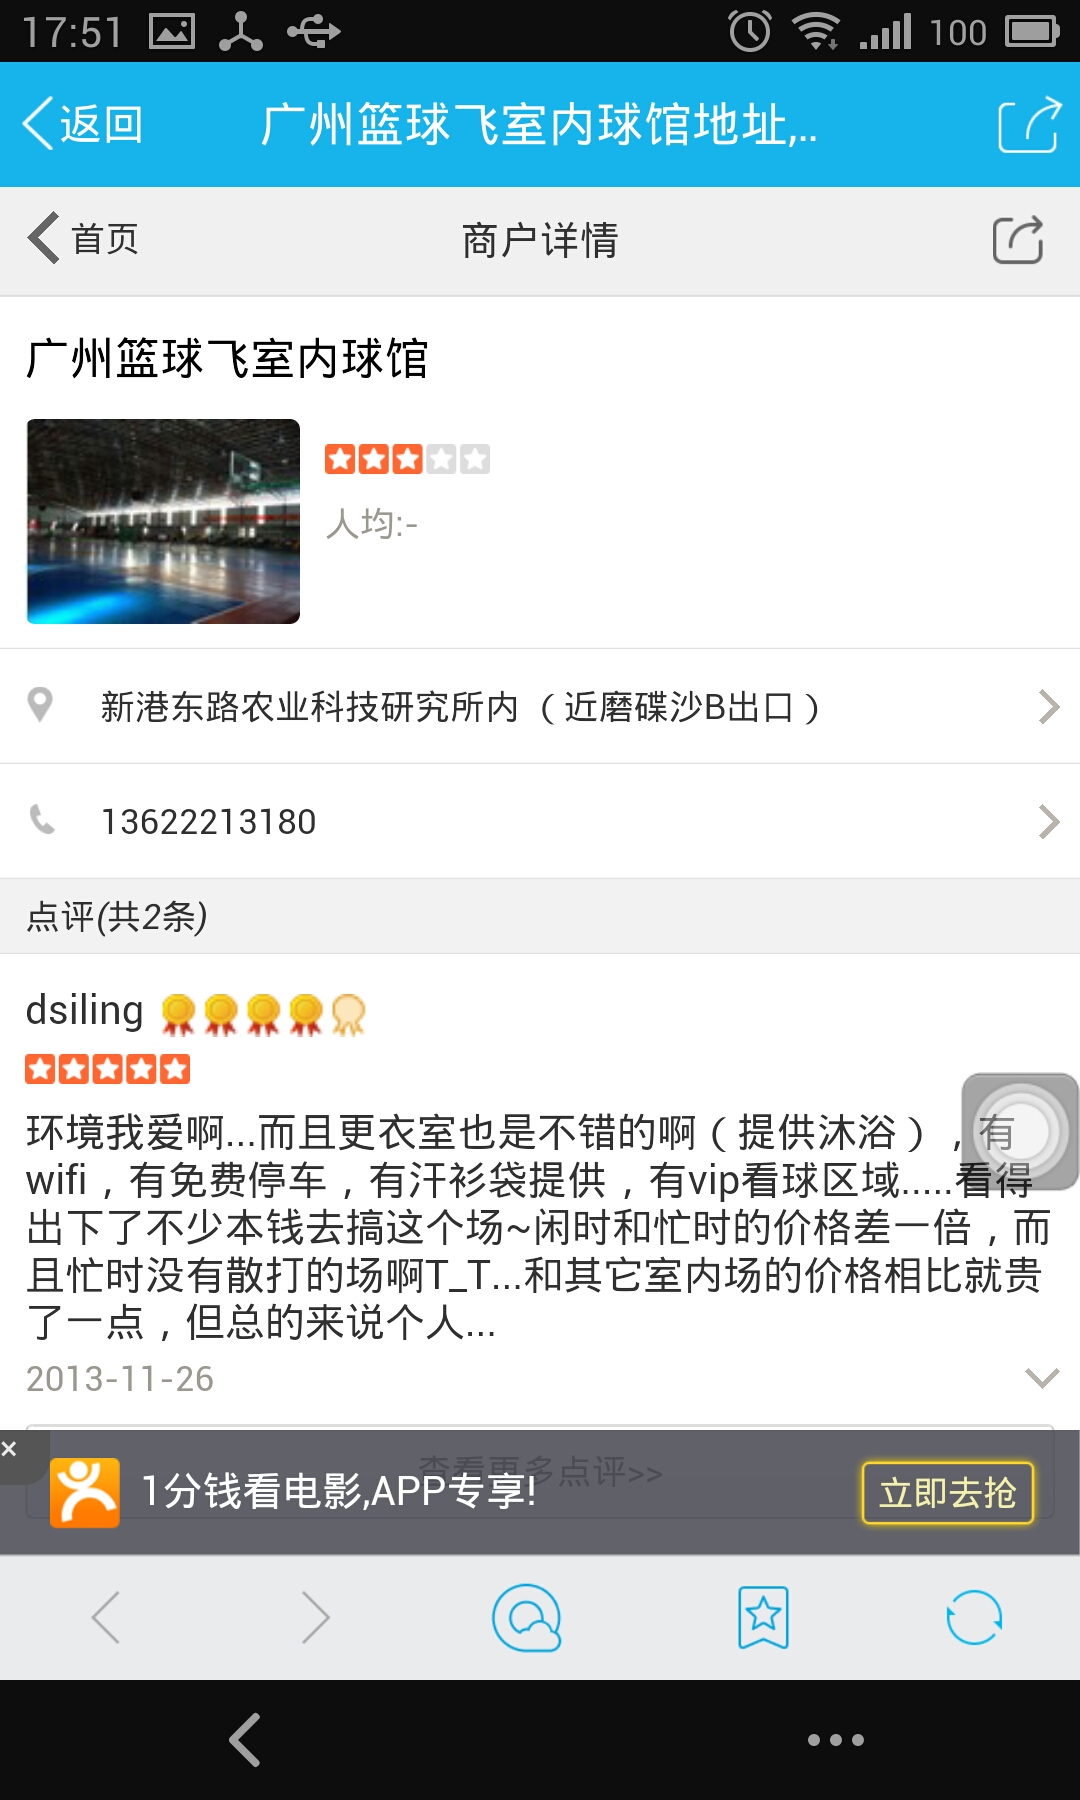 17:51
100
返回
广州篮球飞室内球馆地址,..
首页
商户详情
广州篮球飞室内球馆
人均:-
新港东路农业科技研究所内（近磨碟沙B出口）
13622213180
点评(共2条)
dsiling
环境我爱啊...而且更衣室也是不错的啊（提供沐浴），有
wifi，有免费停车，有汗衫袋提供，有vip看球区域.....看得
出下了不少本钱去搞这个场~闲时和忙时的价格差一倍，而
且忙时没有散打的场啊T_T...和其它室内场的价格相比就贵
了一点，但总的来说个人...
2013-11-26
查看更多点评>>
×
1分钱看电影,APP专享!
立即去抢